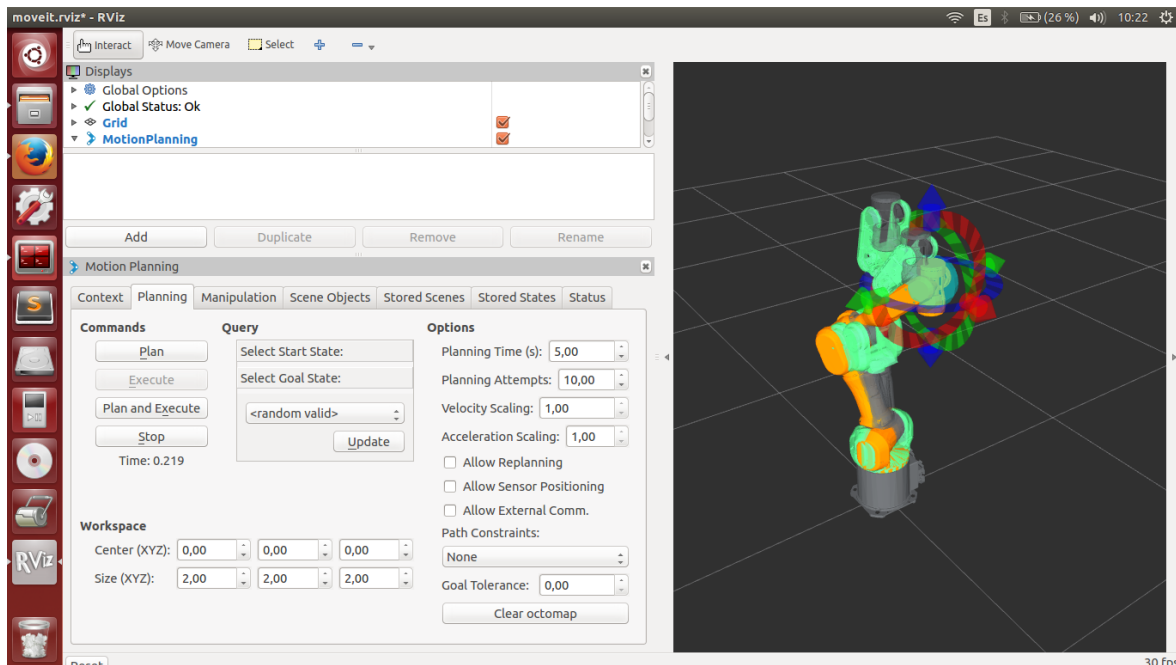 moveit.rviz* - RViz
Es (26 %) 10:22
Interact Move Camera Select
Displays
Global Options
Global Status: Ok
Grid
MotionPlanning
Add Duplicate Remove Rename
Motion Planning
Context Planning Manipulation Scene Objects Stored Scenes Stored States Status
Commands Query Options
Plan Select Start State: Planning Time (s): 5,00
Execute Select Goal State: Planning Attempts: 10,00
Plan and Execute <random valid> Velocity Scaling: 1,00
Stop Update Acceleration Scaling: 1,00
Time: 0.219 Allow Replanning
Allow Sensor Positioning
Allow External Comm.
Workspace Path Constraints:
Center (XYZ): 0,00 0,00 0,00 None
Size (XYZ): 2,00 2,00 2,00 Goal Tolerance: 0,00
Clear octomap
S
RViz
Reset 30 fps